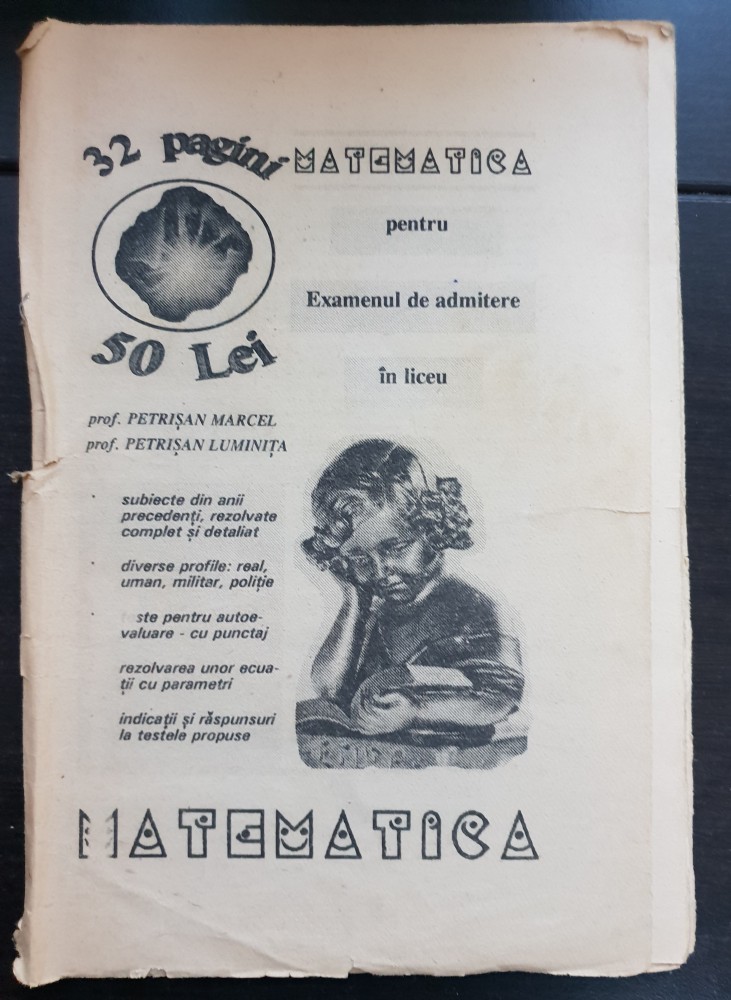 32 pagini
50 Lei
MATEMATICA
pentru
Examenul de admitere
în liceu
prof. PETRIȘAN MARCEL
prof. PETRIȘAN LUMINIȚA
subiecte din anii
precedenți, rezolvate
complet și detaliat
diverse profile: real,
uman, militar, poliție
ste pentru autoe-
valuare - cu punctaj
rezolvarea unor ecua-
ții cu parametri
indicații și răspunsuri
la testele propuse
MATEMATICA